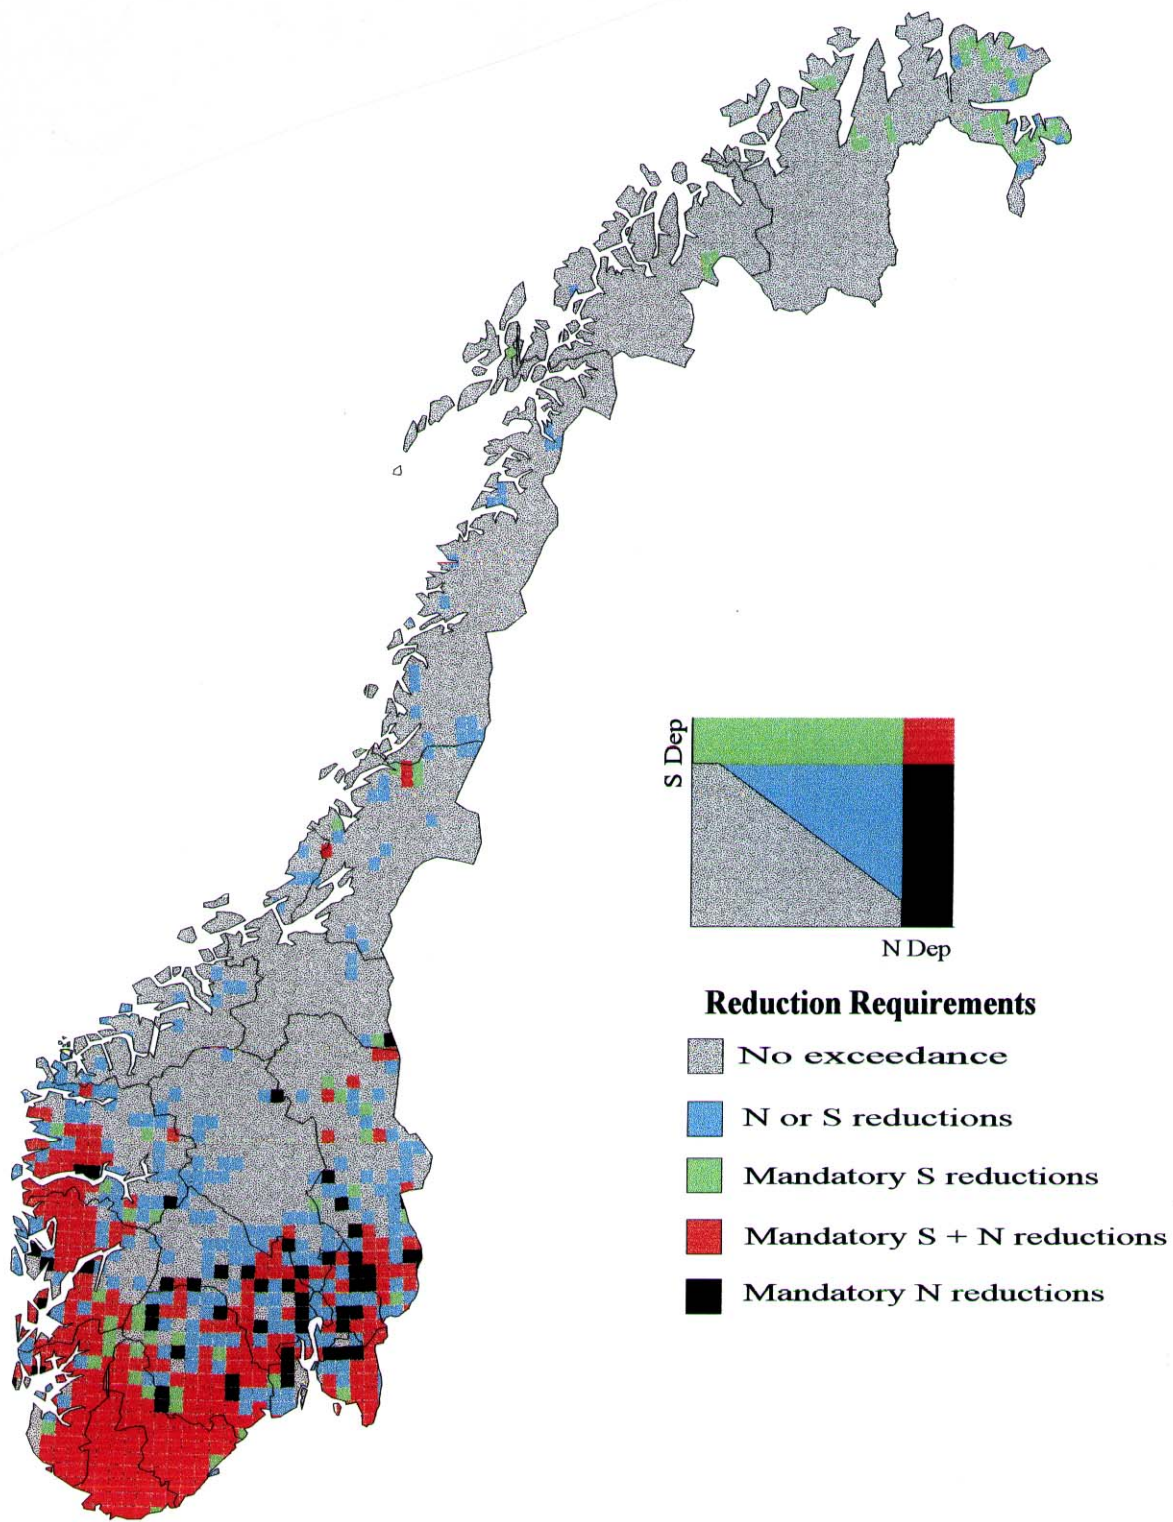 S Dep
N Dep
Reduction Requirements
No exceedance
N or S reductions
Mandatory S reductions
Mandatory S + N reductions
Mandatory N reductions